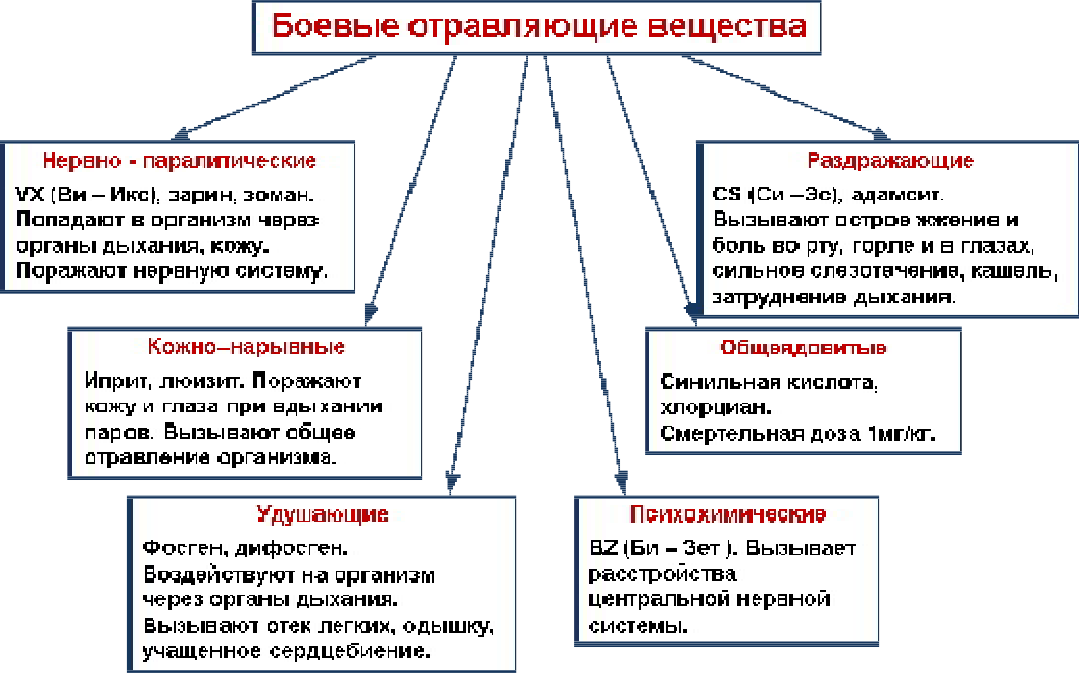 Боевые отравляющие вещества
Нервно - паралитические
VX (Ви – Икс), зарин, зоман.
Попадают в организм через
органы дыхания, кожу.
Поражают нервную систему.
Раздражающие
CS (Си –Эс), адамсит.
Вызывают острое жжение и
боль во рту, горле и в глазах,
сильное слезотечение, кашель,
затруднение дыхания.
Кожно–нарывные
Иприт, люизит. Поражают
кожу и глаза при вдыхании
паров. Вызывают общее
отравление организма.
Общеядовитые
Синильная кислота,
хлорциан.
Смертельная доза 1мг/кг.
Удушающие
Фосген, дифосген.
Воздействуют на организм
через органы дыхания.
Вызывают отек легких, одышку,
учащенное сердцебиение.
Психохимические
BZ (Би – Зет ). Вызывает
расстройства
центральной нервной
системы.